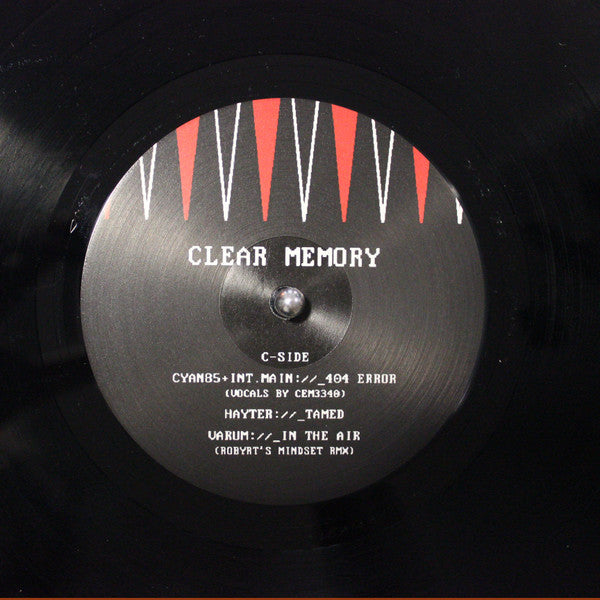 CLEAR MEMORY
C-SIDE
CYAN85+INT.MAIN://_404 ERROR
(VOCALS BY CEM3340)
HAYTER://_TAMED
VARUM://_IN THE AIR
(ROBYRT'S MINDSET RMX)